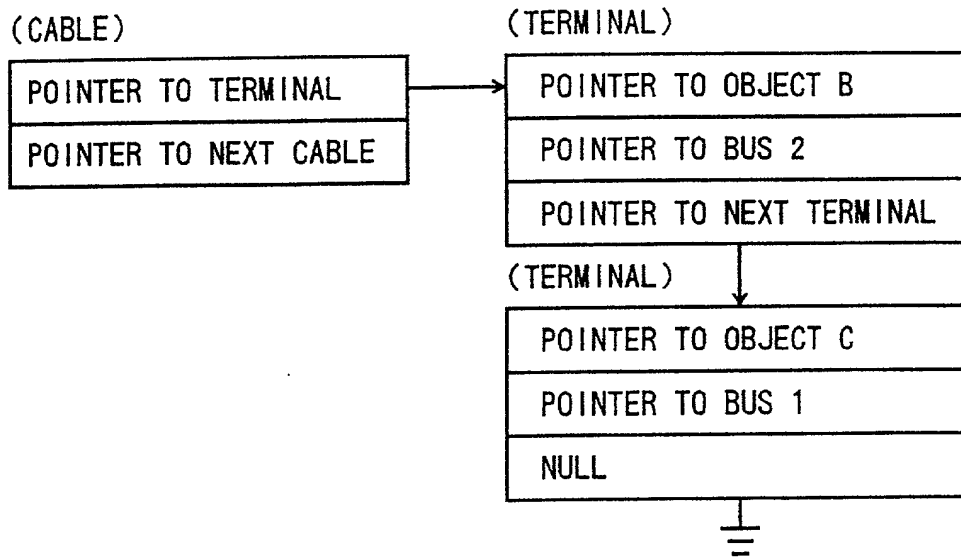 (CABLE)
POINTER TO TERMINAL
POINTER TO NEXT CABLE
(TERMINAL)
POINTER TO OBJECT B
POINTER TO BUS 2
POINTER TO NEXT TERMINAL
(TERMINAL)
POINTER TO OBJECT C
POINTER TO BUS 1
NULL